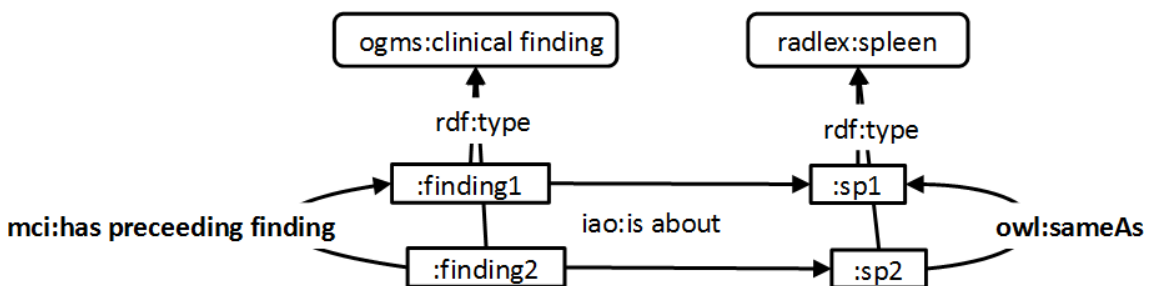 ogms:clinical finding
radlex:spleen
rdf:type
rdf:type
:finding1
:sp1
mci:has preceeding finding
iao:is about
owl:sameAs
:finding2
:sp2